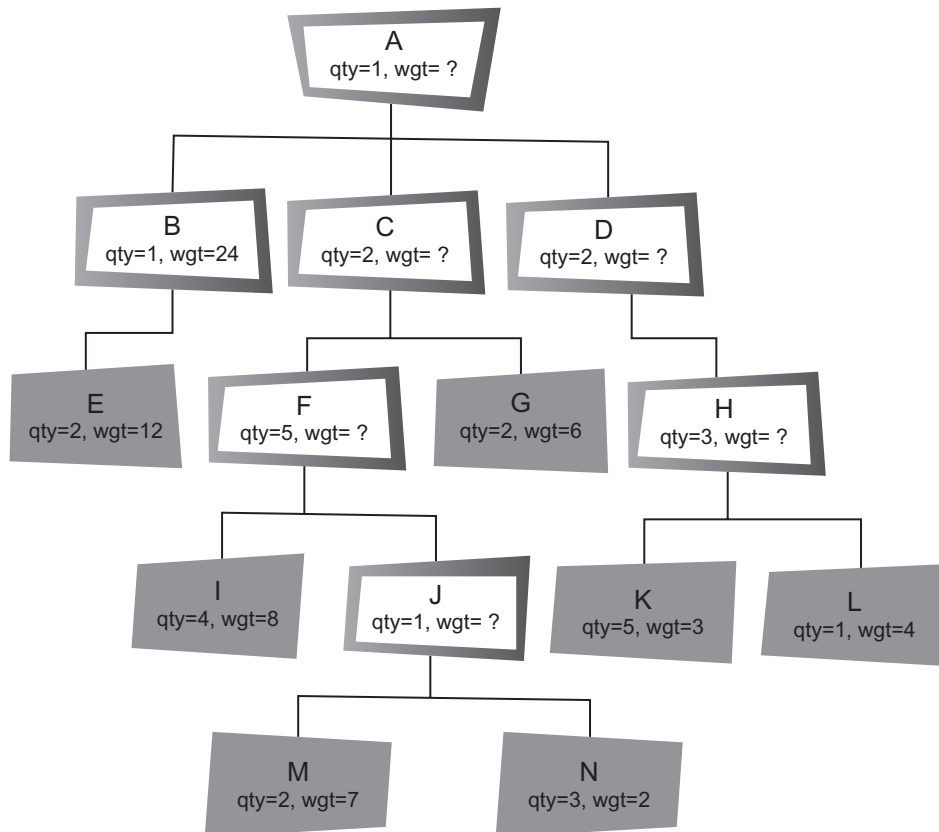 A
qty=1, wgt= ?
B
qty=1, wgt=24
C
qty=2, wgt= ?
D
qty=2, wgt= ?
E
qty=2, wgt=12
F
qty=5, wgt= ?
G
qty=2, wgt=6
H
qty=3, wgt= ?
I
qty=4, wgt=8
J
qty=1, wgt= ?
K
qty=5, wgt=3
L
qty=1, wgt=4
M
qty=2, wgt=7
N
qty=3, wgt=2